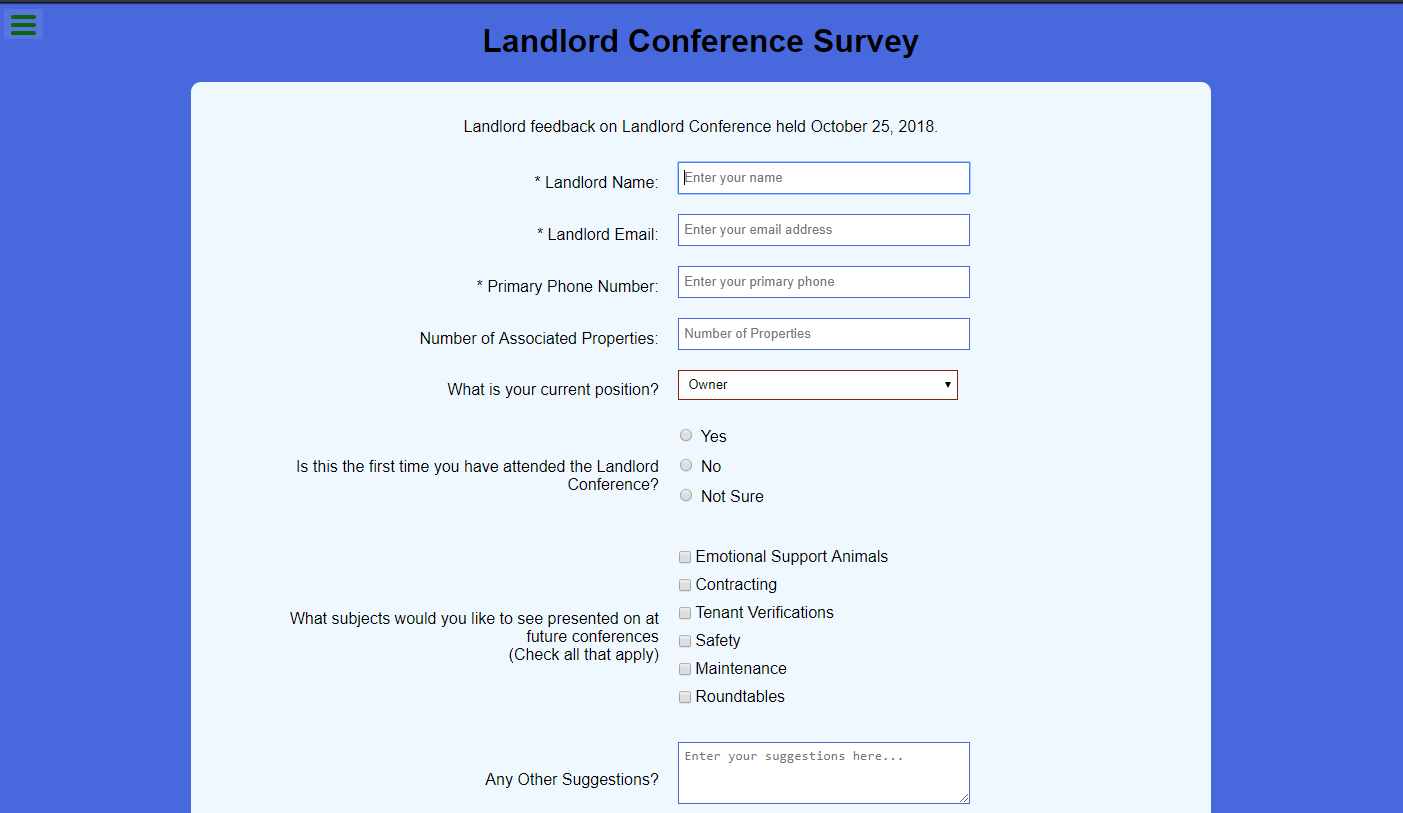 Landlord Conference Survey
Landlord feedback on Landlord Conference held October 25, 2018.
* Landlord Name:
Enter your name
* Landlord Email:
Enter your email address
* Primary Phone Number:
Enter your primary phone
Number of Associated Properties:
Number of Properties
What is your current position?
Owner
Is this the first time you have attended the Landlord
Conference?
Yes
No
Not Sure
What subjects would you like to see presented on at
future conferences
(Check all that apply)
Emotional Support Animals
Contracting
Tenant Verifications
Safety
Maintenance
Roundtables
Any Other Suggestions?
Enter your suggestions here...